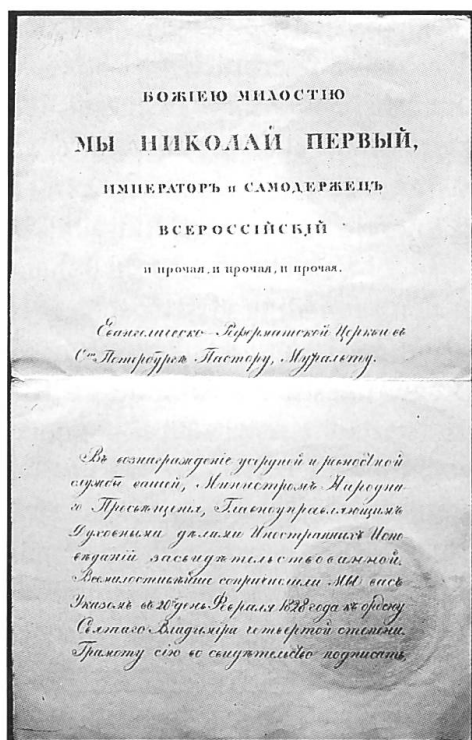 БОЖІЕЮ МИЛОСТІЮ
МЫ НИКОЛАЙ ПЕРВЫЙ,
ИМПЕРАТОРЪ и САМОДЕРЖЕЦЪ
ВСЕРОССІЙСКІЙ
и прочая, и прочая, и прочая.
Евангелическо Реформатской Церкви въ
С.т Петербургѣ Пастору, Муральту.
Въ вознагражденіе усердной и ревностной
службы вашей, Министромъ Народна-
го Просвѣщенія, Главноуправляющимъ
Духовными дѣлами Иностранныхъ Испо
вѣданій засвидѣтельствованной,
Всемилостивѣйше сопричислили МЫ васъ
Указомъ въ 20.й день Февраля 1828 года къ ордену
Святаго Владиміра четвертой степени.
Грамоту сію во свидѣтельство подписать,